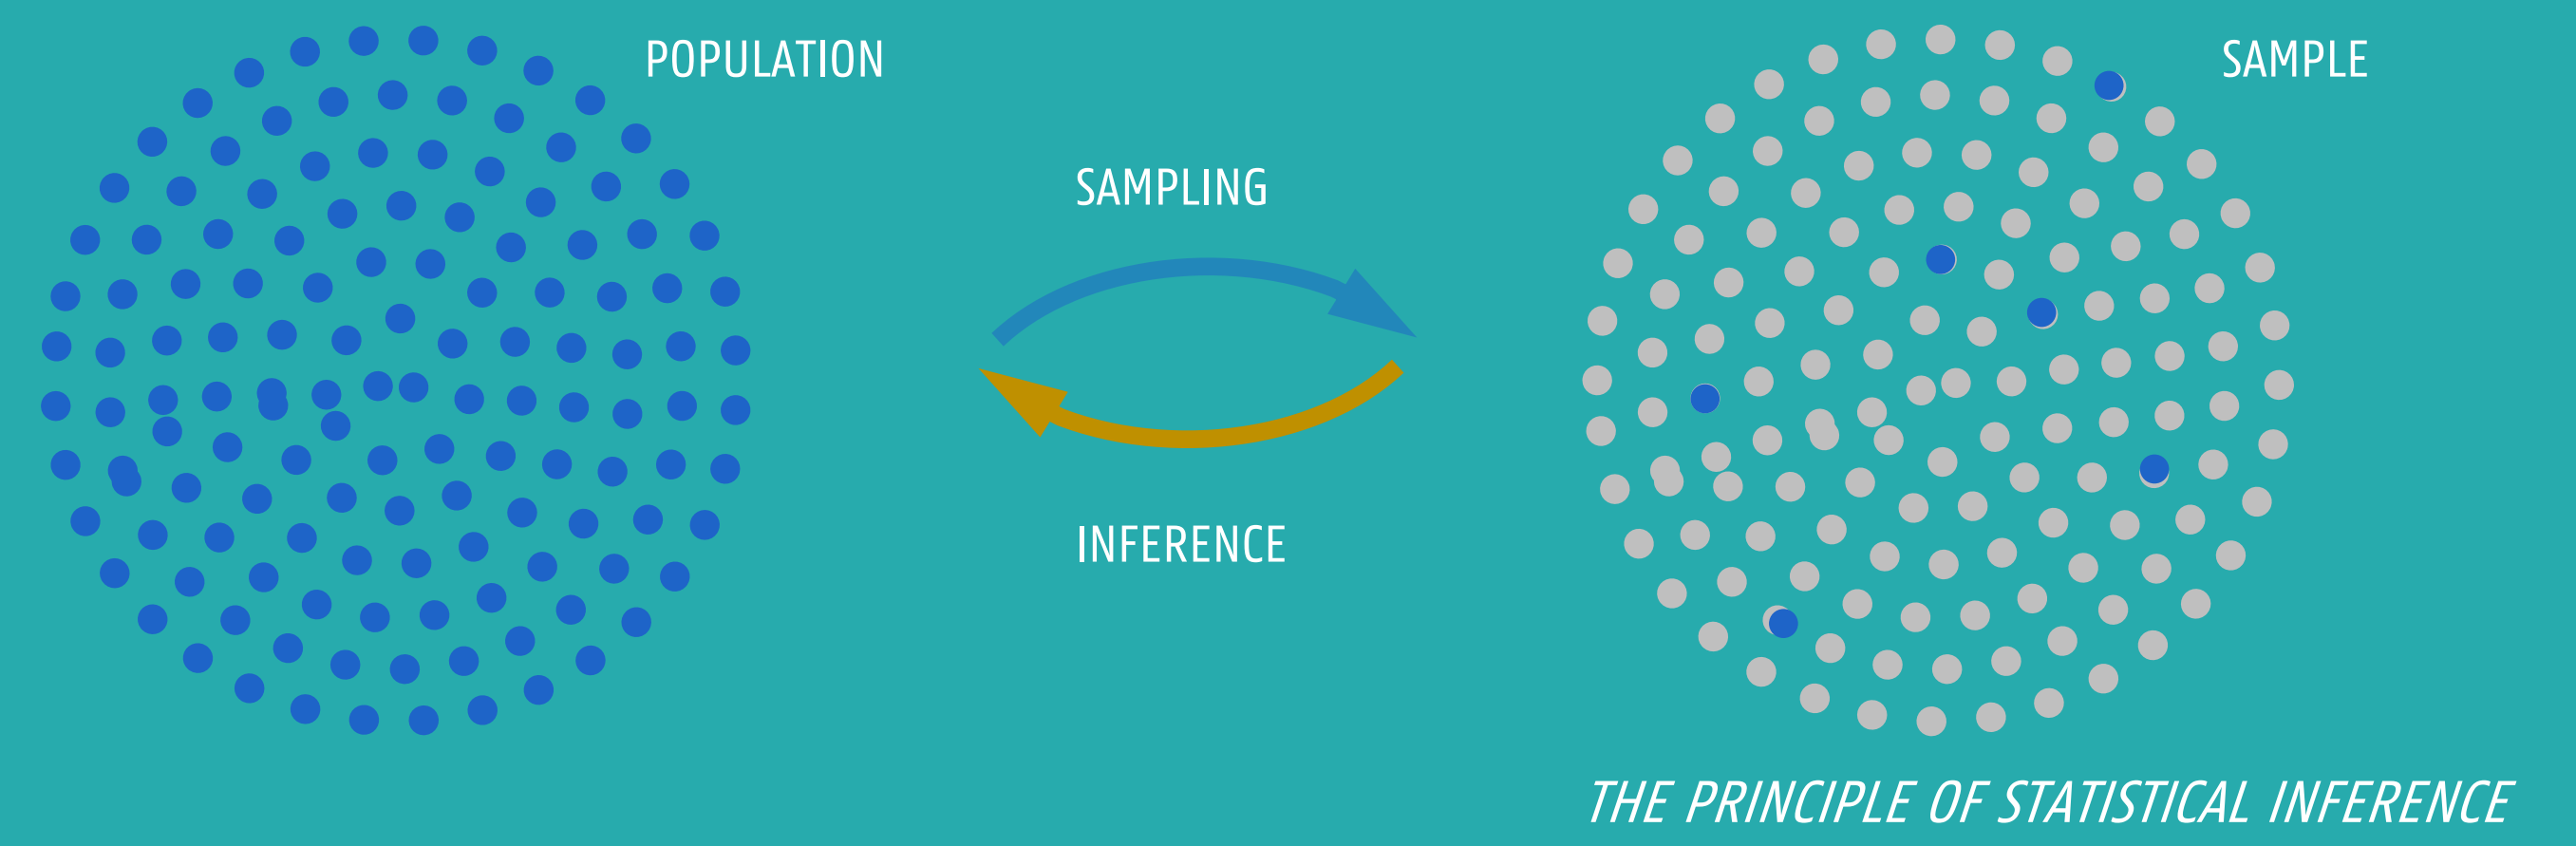 POPULATION
SAMPLE
SAMPLING
INFERENCE
THE PRINCIPLE OF STATISTICAL INFERENCE